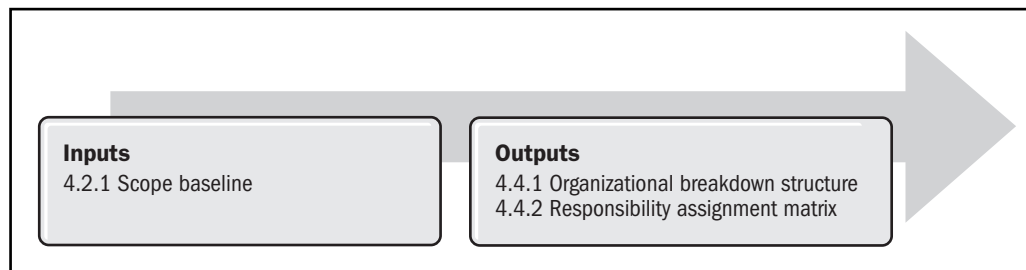 Inputs
4.2.1 Scope baseline
Outputs
4.4.1 Organizational breakdown structure
4.4.2 Responsibility assignment matrix